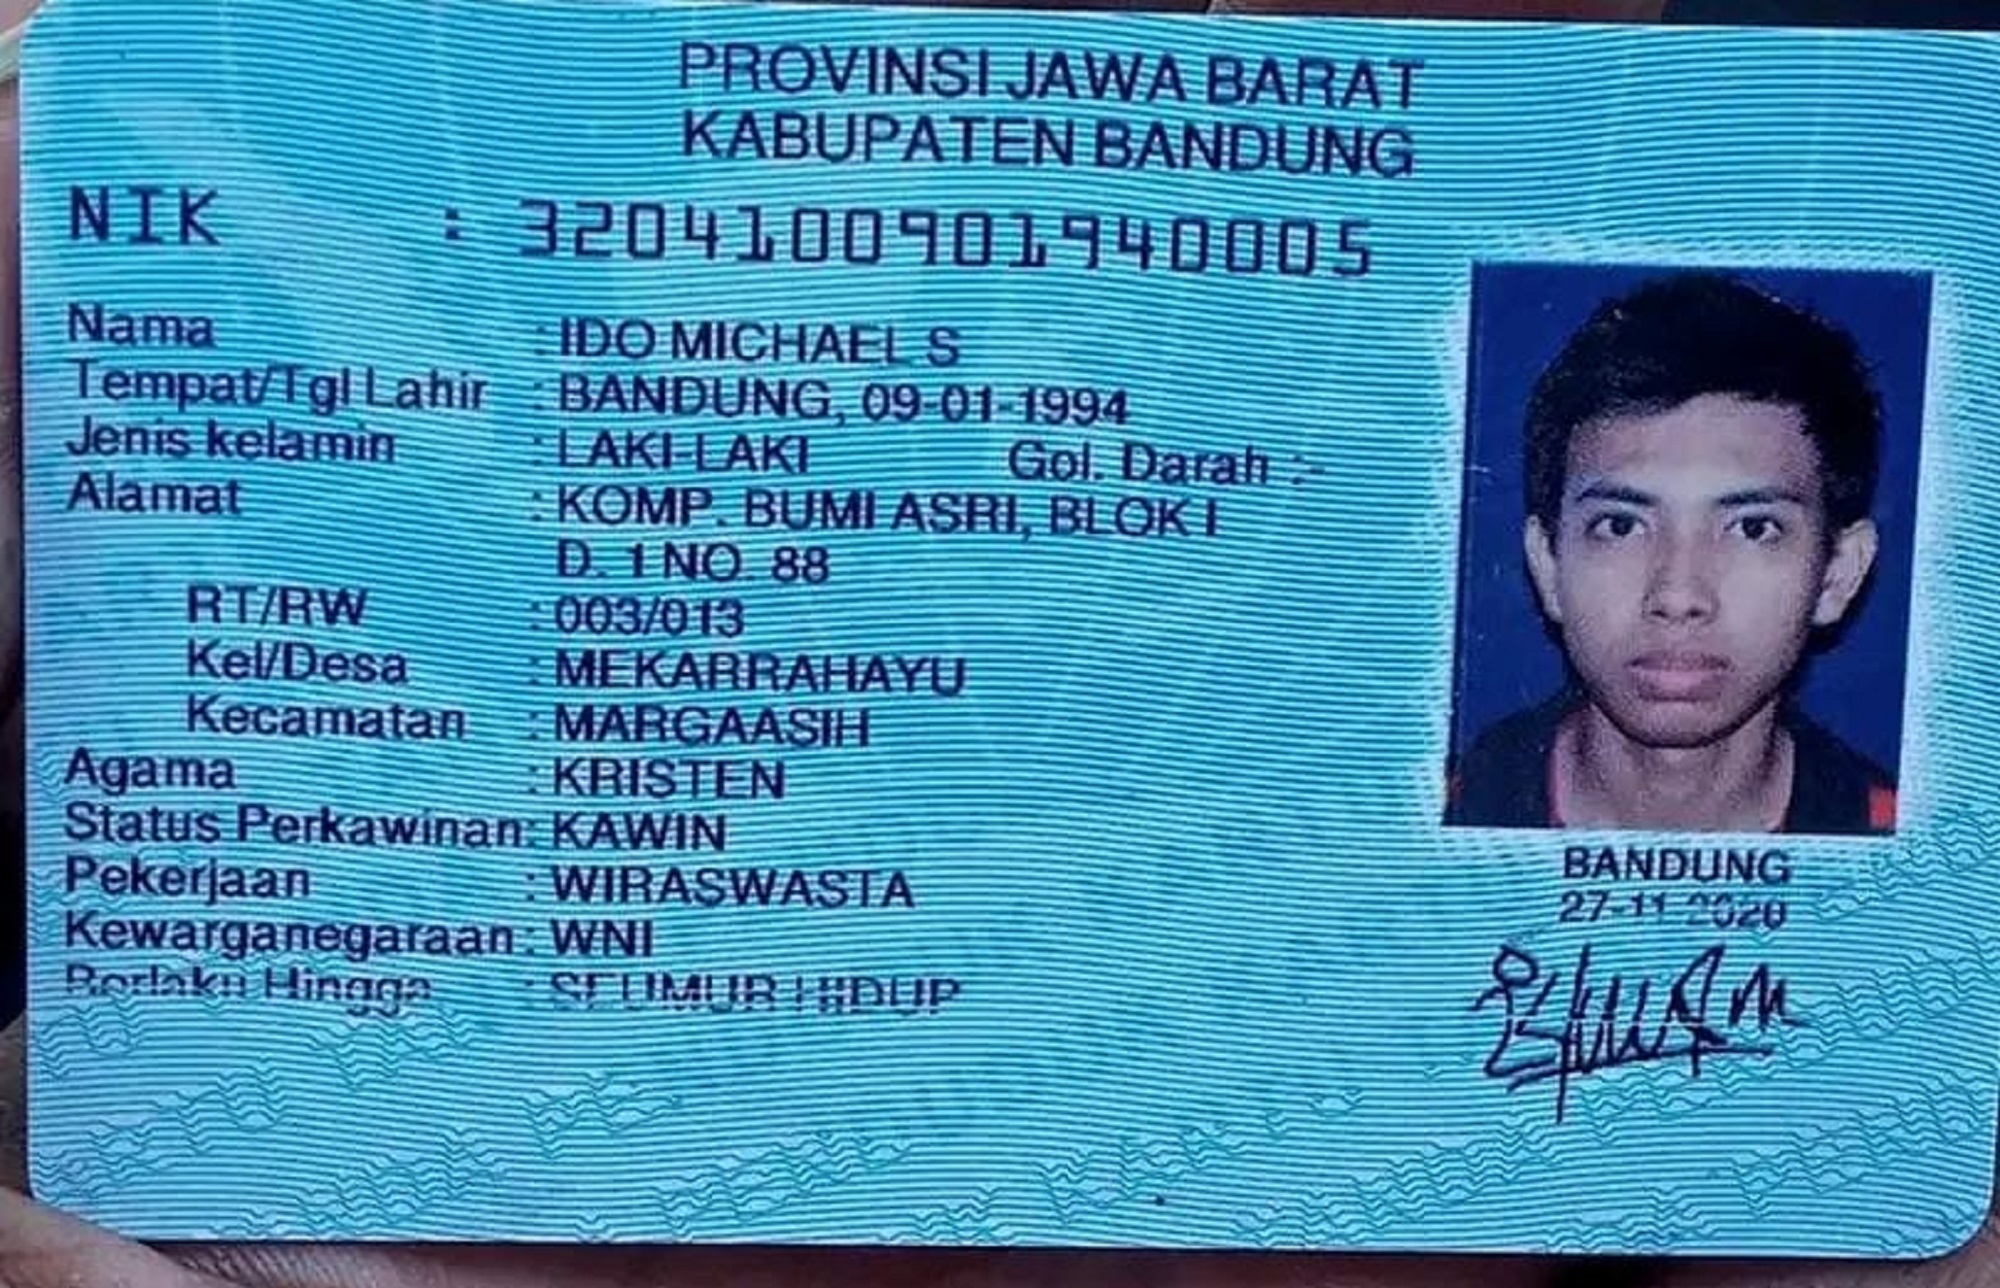 PROVINSI JAWA BARAT
KABUPATEN BANDUNG
NIK : 3204100901940005
Nama : IDO MICHAEL S
Tempat/Tgl Lahir : BANDUNG, 09-01-1994
Jenis kelamin : LAKI-LAKI Gol. Darah :-
Alamat : KOMP. BUMI ASRI, BLOK I
D. 1 NO. 88
RT/RW : 003/013
Kel/Desa : MEKARRAHAYU
Kecamatan : MARGAASIH
Agama : KRISTEN
Status Perkawinan: KAWIN
Pekerjaan : WIRASWASTA
Kewarganegaraan: WNI
Berlaku Hingga : SEUMUR HIDUP
BANDUNG
27-11-2020